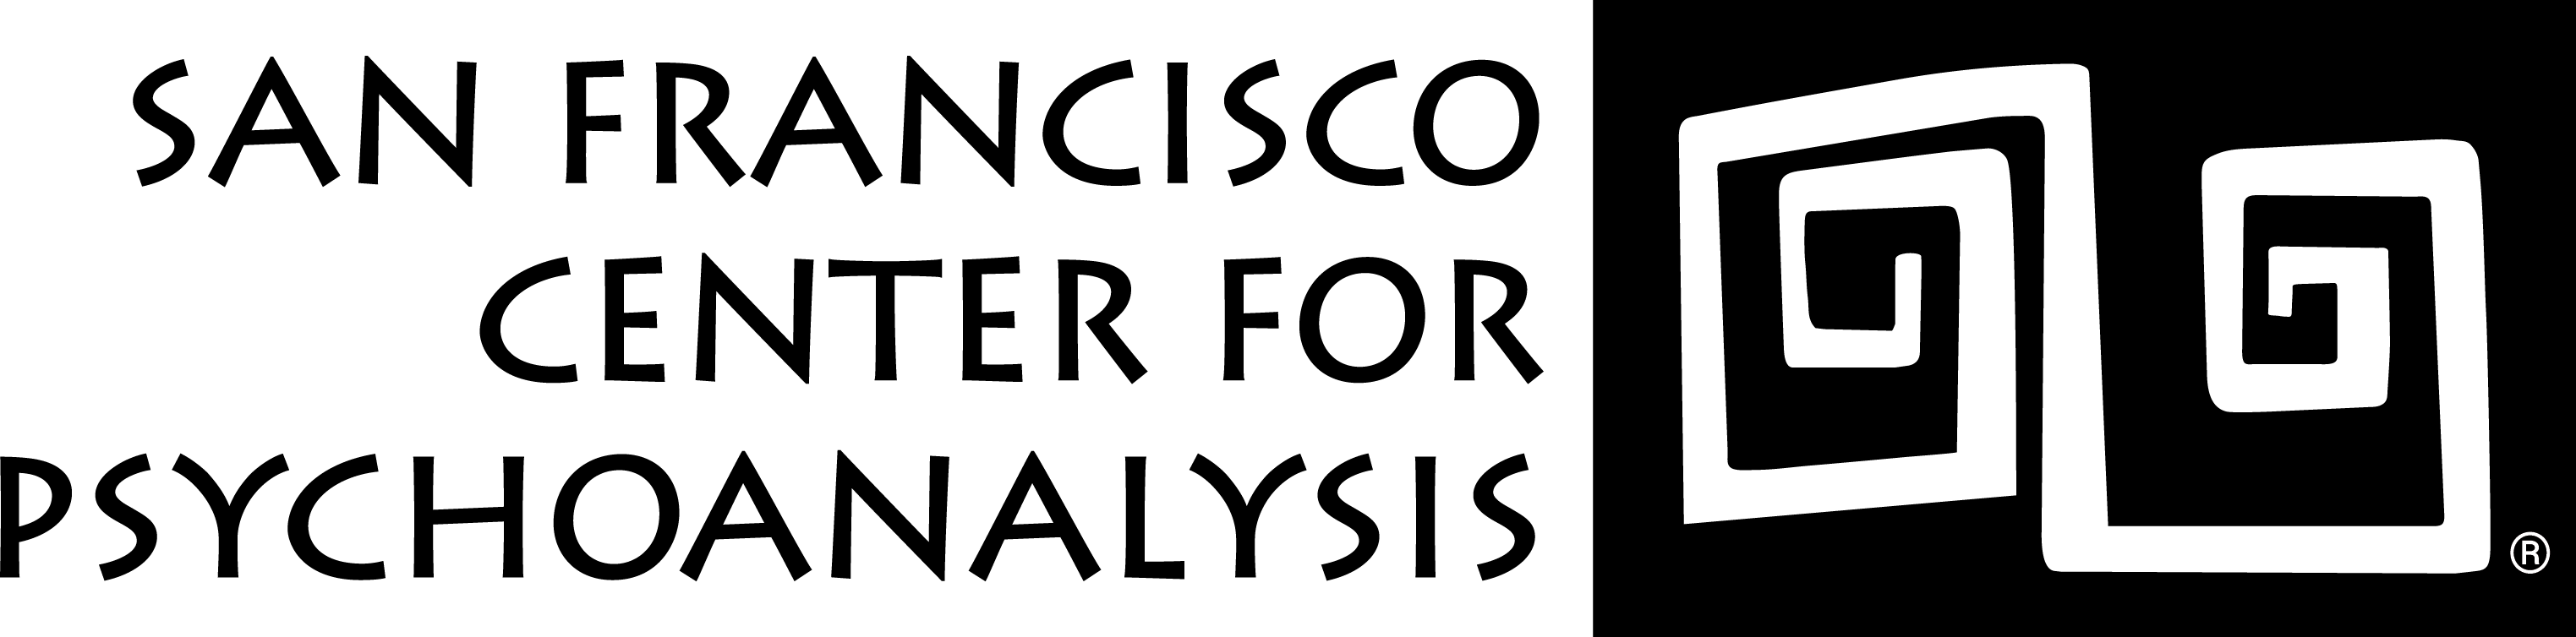 SAN FRANCISCO
CENTER FOR
PSYCHOANALYSIS
®